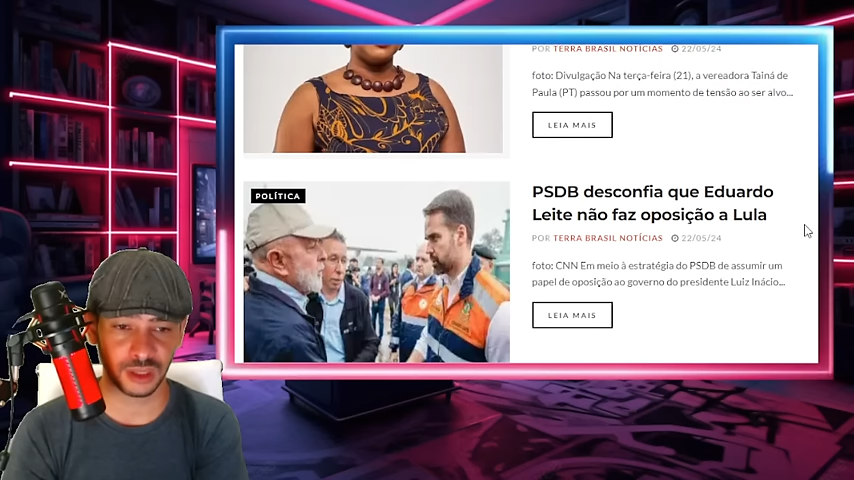 POR TERRA BRASIL NOTÍCIAS 22/05/24
foto: Divulgação Na terça-feira (21), a vereadora Tainá de
Paula (PT) passou por um momento de tensão ao ser alvo...
LEIA MAIS
POLÍTICA
PSDB desconfia que Eduardo
Leite não faz oposição a Lula
POR TERRA BRASIL NOTÍCIAS 22/05/24
foto: CNN Em meio à estratégia do PSDB de assumir um
papel de oposição ao governo do presidente Luiz Inácio...
LEIA MAIS